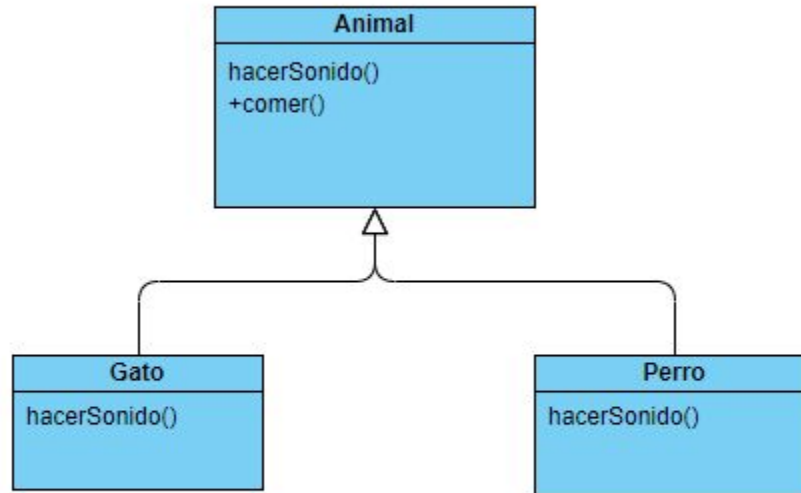 Animal
hacerSonido()
+comer()
Gato
hacerSonido()
Perro
hacerSonido()